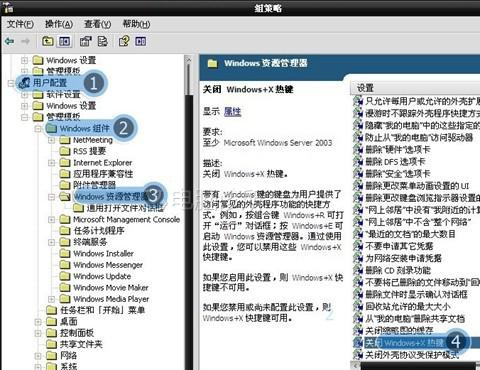 组策略
文件(F) 操作(A) 查看(V) 帮助(H)
Windows 设置
管理模板
用户配置 1
软件设置
Windows 设置
管理模板
Windows 组件 2
NetMeeting
RSS 提要
Internet Explorer
应用程序兼容性
附件管理器
Windows 资源管理器 3
通用打开文件对话框
Microsoft Management Console
任务计划程序
终端服务
Windows Installer
Windows Messenger
Windows Update
Windows Movie Maker
Windows Media Player
任务栏和「开始」菜单
桌面
控制面板
共享文件夹
网络
系统
Windows 资源管理器
关闭 Windows+X 热键
显示 属性
要求:
至少 Microsoft Windows Server 2003
描述:
关闭 Windows+X 热键。
带有 Windows键的键盘为用户提供了
访问常见的外壳程序功能的快捷方
式。例如，按组合键 Windows+R 可打
开“运行”对话框；按 Windows+E 可
启动 Windows 资源管理器。通过使用
此设置，您可以禁用这些 Windows+X
快捷键。
如果您启用此设置，则 Windows+X 快
捷键不可用。
如果您禁用或尚未配置此设置，则
Windows+X 快捷键可用。
设置
只允许每用户或允许的外壳扩展
漫游时不跟踪外壳程序快捷方式
隐藏“我的电脑”中的这些指定的
防止从“我的电脑”访问驱动器
删除“硬件”选项卡
删除 DFS 选项卡
删除“安全”选项卡
删除更改菜单动画设置的 UI
删除更改键盘浏览指示器设置的
“网上邻居”中没有“我附近的计算
“网上邻居”中不含“整个网络”
“最近的文档”的最大数目
不要申请其它凭据
为网络安装申请凭据
删除 CD 刻录功能
不要将已删除的文件移动到“回
删除文件时显示确认对话框
回收站允许的最大大小
从“我的电脑”删除共享文档
关闭缩略图的缓存
关闭 Windows+X 热键 4
关闭外壳协议受保护模式